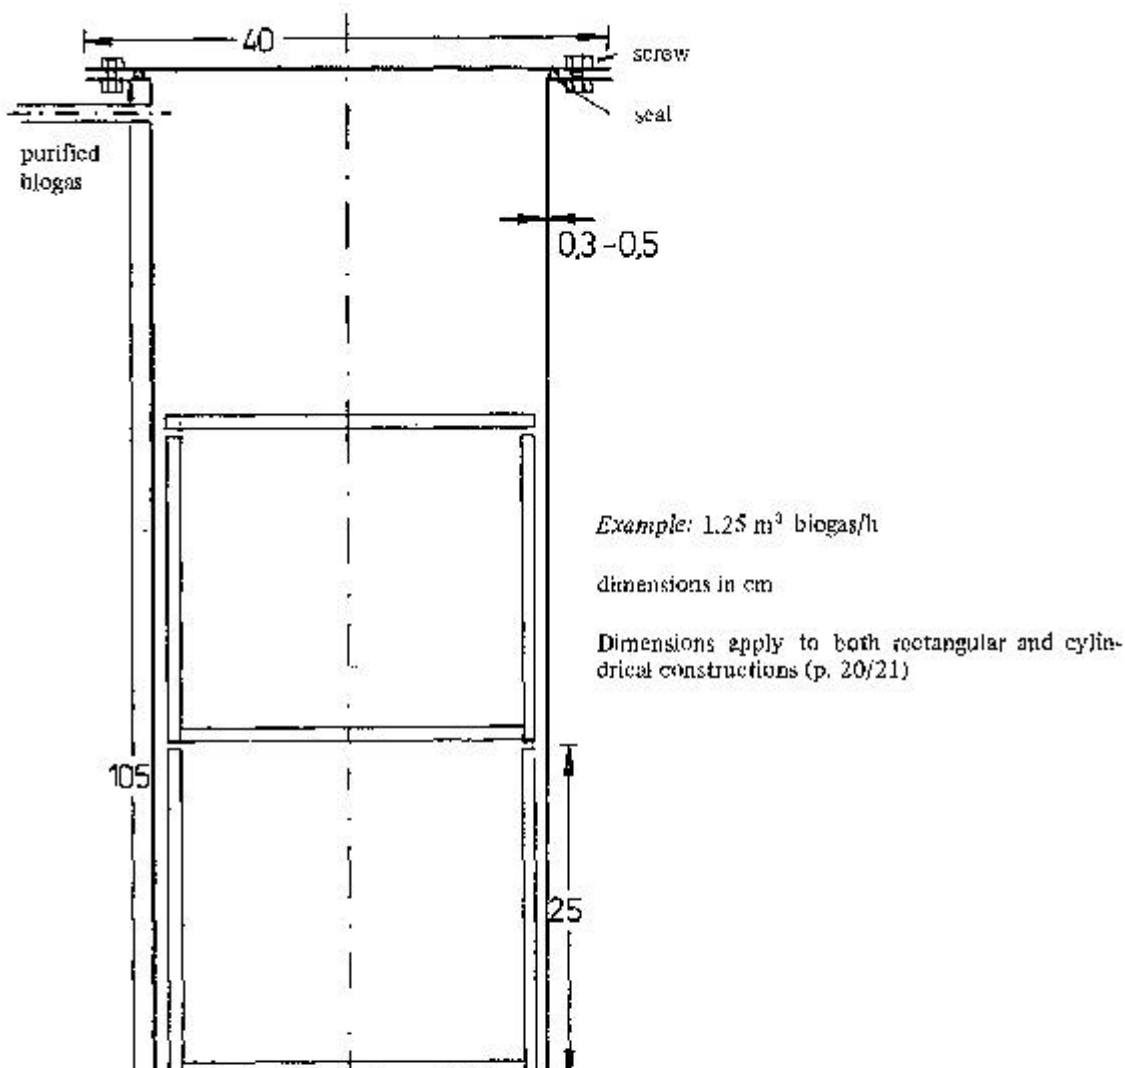 40
screw
seal
purified
biogas
0,3-0,5
Example: 1.25 m³ biogas/h
dimensions in cm
Dimensions apply to both rectangular and cylin-
drical constructions (p. 20/21)
105
25